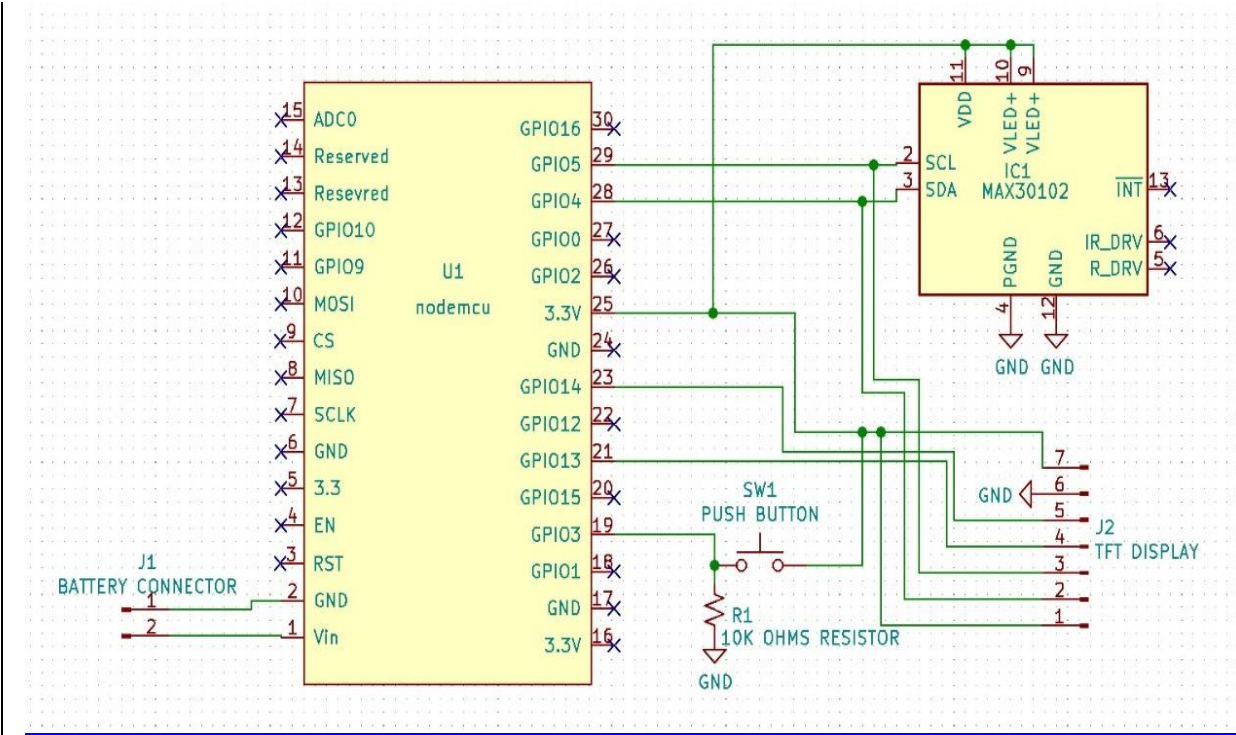 15 ADC0
14 Reserved
13 Resevred
12 GPIO10
11 GPIO9
10 MOSI
9 CS
8 MISO
7 SCLK
6 GND
5 3.3
4 EN
3 RST
2 GND
1 Vin
U1
nodemcu
GPIO16 30
GPIO5 29
GPIO4 28
GPIO0 27
GPIO2 26
3.3V 25
GND 24
GPIO14 23
GPIO12 22
GPIO13 21
GPIO15 20
GPIO3 19
GPIO1 18
GND 17
3.3V 16
J1
BATTERY CONNECTOR
1
2
11 10 9
VDD VLED+ VLED+
2 SCL
3 SDA
IC1
MAX30102
INT 13
IR_DRV 6
R_DRV 5
PGND GND
4 12
GND GND
SW1
PUSH BUTTON
R1
10K OHMS RESISTOR
GND
7
GND 6
5
4
3
2
1
J2
TFT DISPLAY